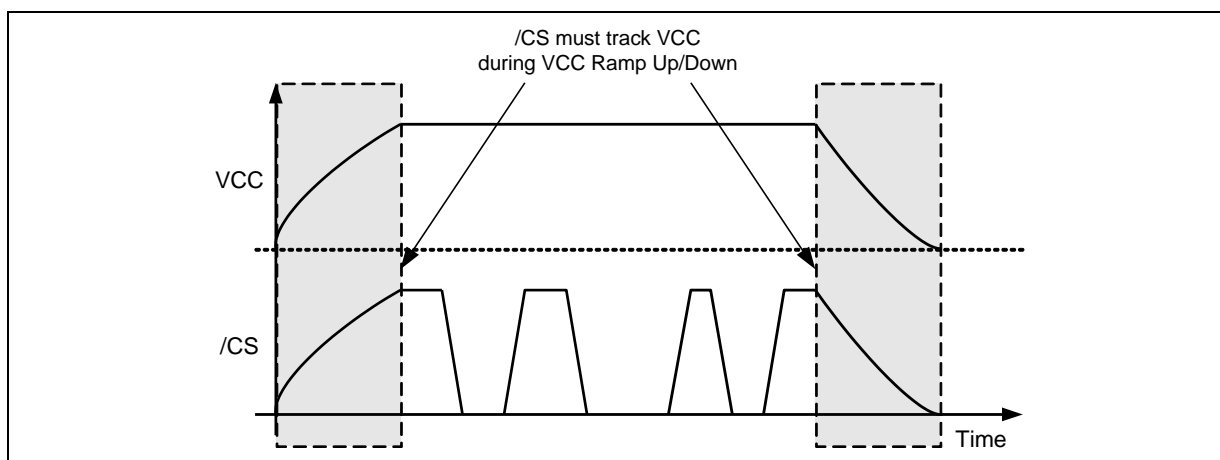 /CS must track VCC
during VCC Ramp Up/Down
VCC
/CS
Time